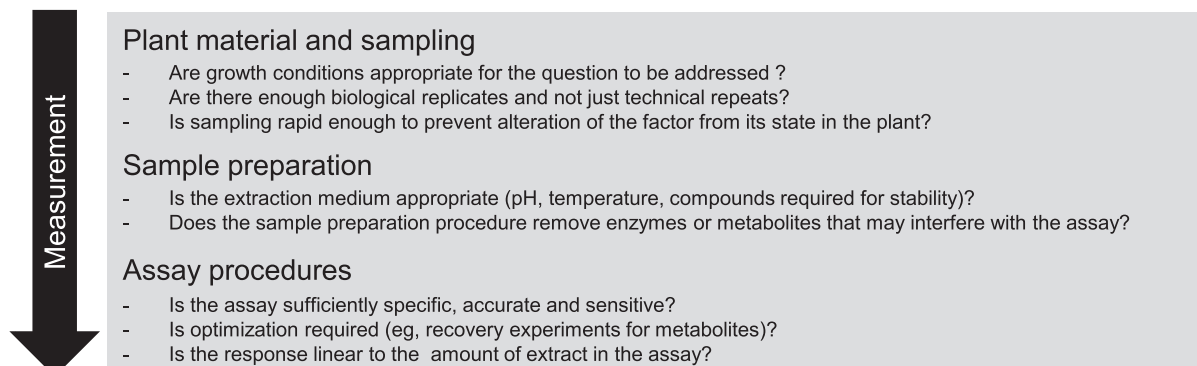 Measurement
Plant material and sampling
- Are growth conditions appropriate for the question to be addressed ?
- Are there enough biological replicates and not just technical repeats?
- Is sampling rapid enough to prevent alteration of the factor from its state in the plant?
Sample preparation
- Is the extraction medium appropriate (pH, temperature, compounds required for stability)?
- Does the sample preparation procedure remove enzymes or metabolites that may interfere with the assay?
Assay procedures
- Is the assay sufficiently specific, accurate and sensitive?
- Is optimization required (eg, recovery experiments for metabolites)?
- Is the response linear to the  amount of extract in the assay?